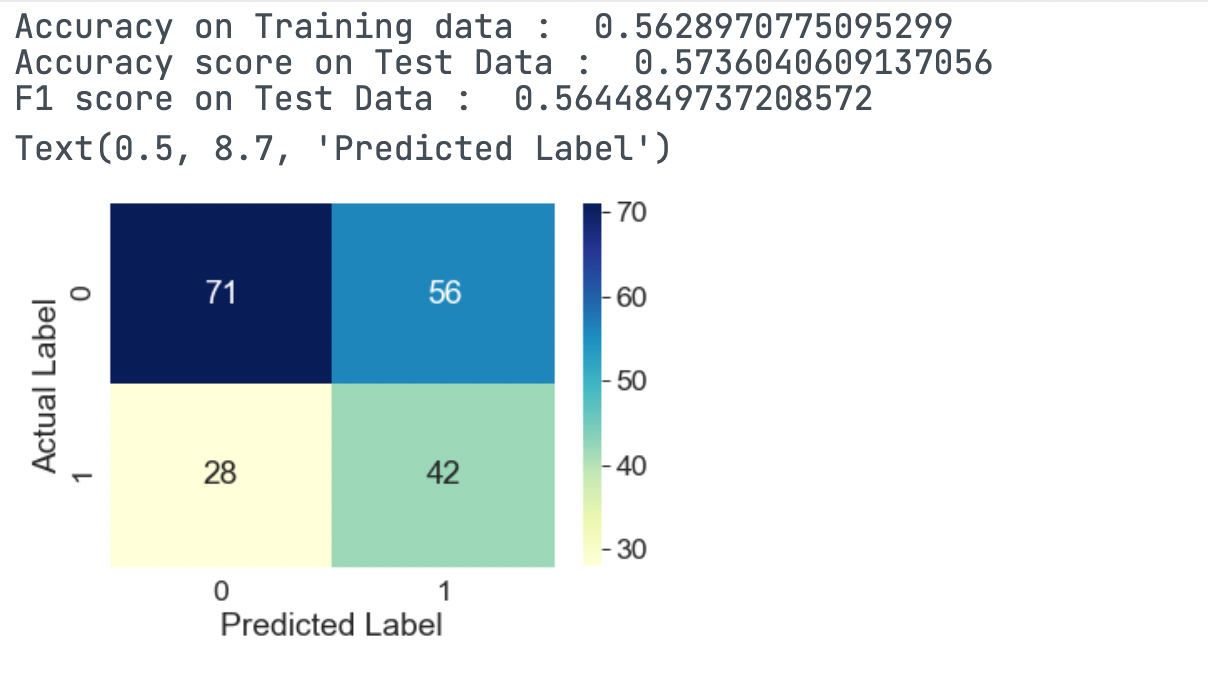 Accuracy on Training data :  0.5628970775095299
Accuracy score on Test Data :  0.5736040609137056
F1 score on Test Data :  0.5644849737208572
Text(0.5, 8.7, 'Predicted Label')
70
71 56
0
60
50
Actual Label
40
28 42
1
30
0 1
Predicted Label